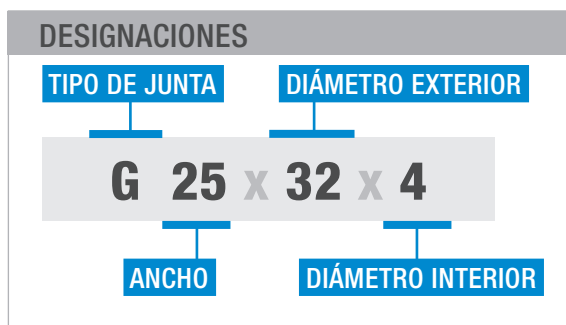 DESIGNACIONES
TIPO DE JUNTA DIÁMETRO EXTERIOR
G 25 x 32 x 4
ANCHO DIÁMETRO INTERIOR